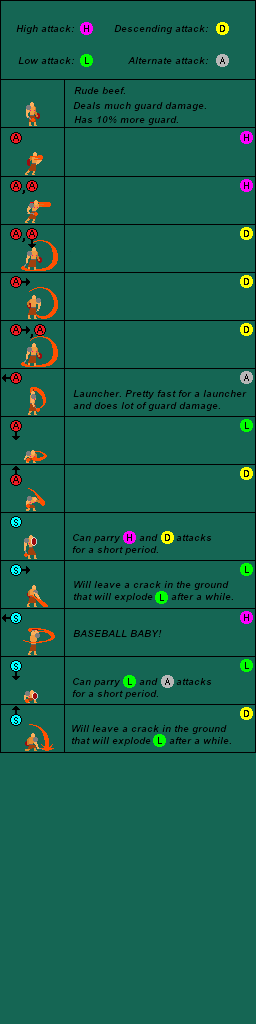 High attack: H Descending attack: D
Low attack: L Alternate attack: A
Rude beef.
Deals much guard damage.
Has 10% more guard.
A H
A , A H
A , A D
A D
A , A D
A A
Launcher. Pretty fast for a launcher
and does lot of guard damage.
A L
A D
S
Can parry H and D attacks
for a short period.
S L
Will leave a crack in the ground
that will explode L after a while.
S H
BASEBALL BABY!
S L
Can parry L and A attacks
for a short period.
S D
Will leave a crack in the ground
that will explode L after a while.